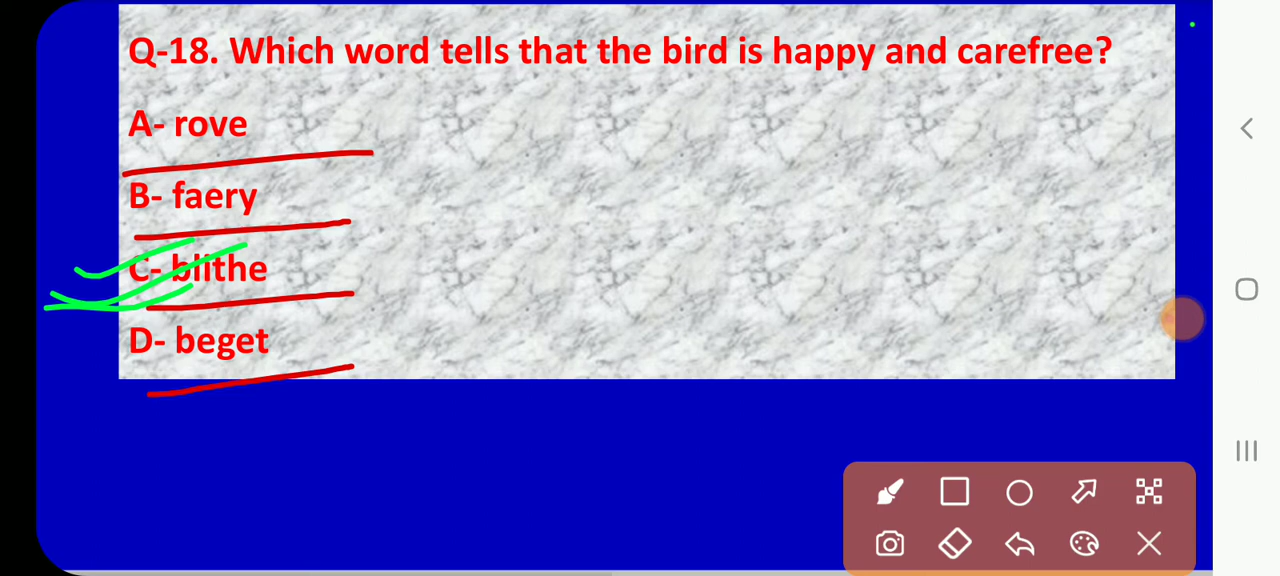 Q-18. Which word tells that the bird is happy and carefree?
A- rove
B- faery
C- blithe
D- beget